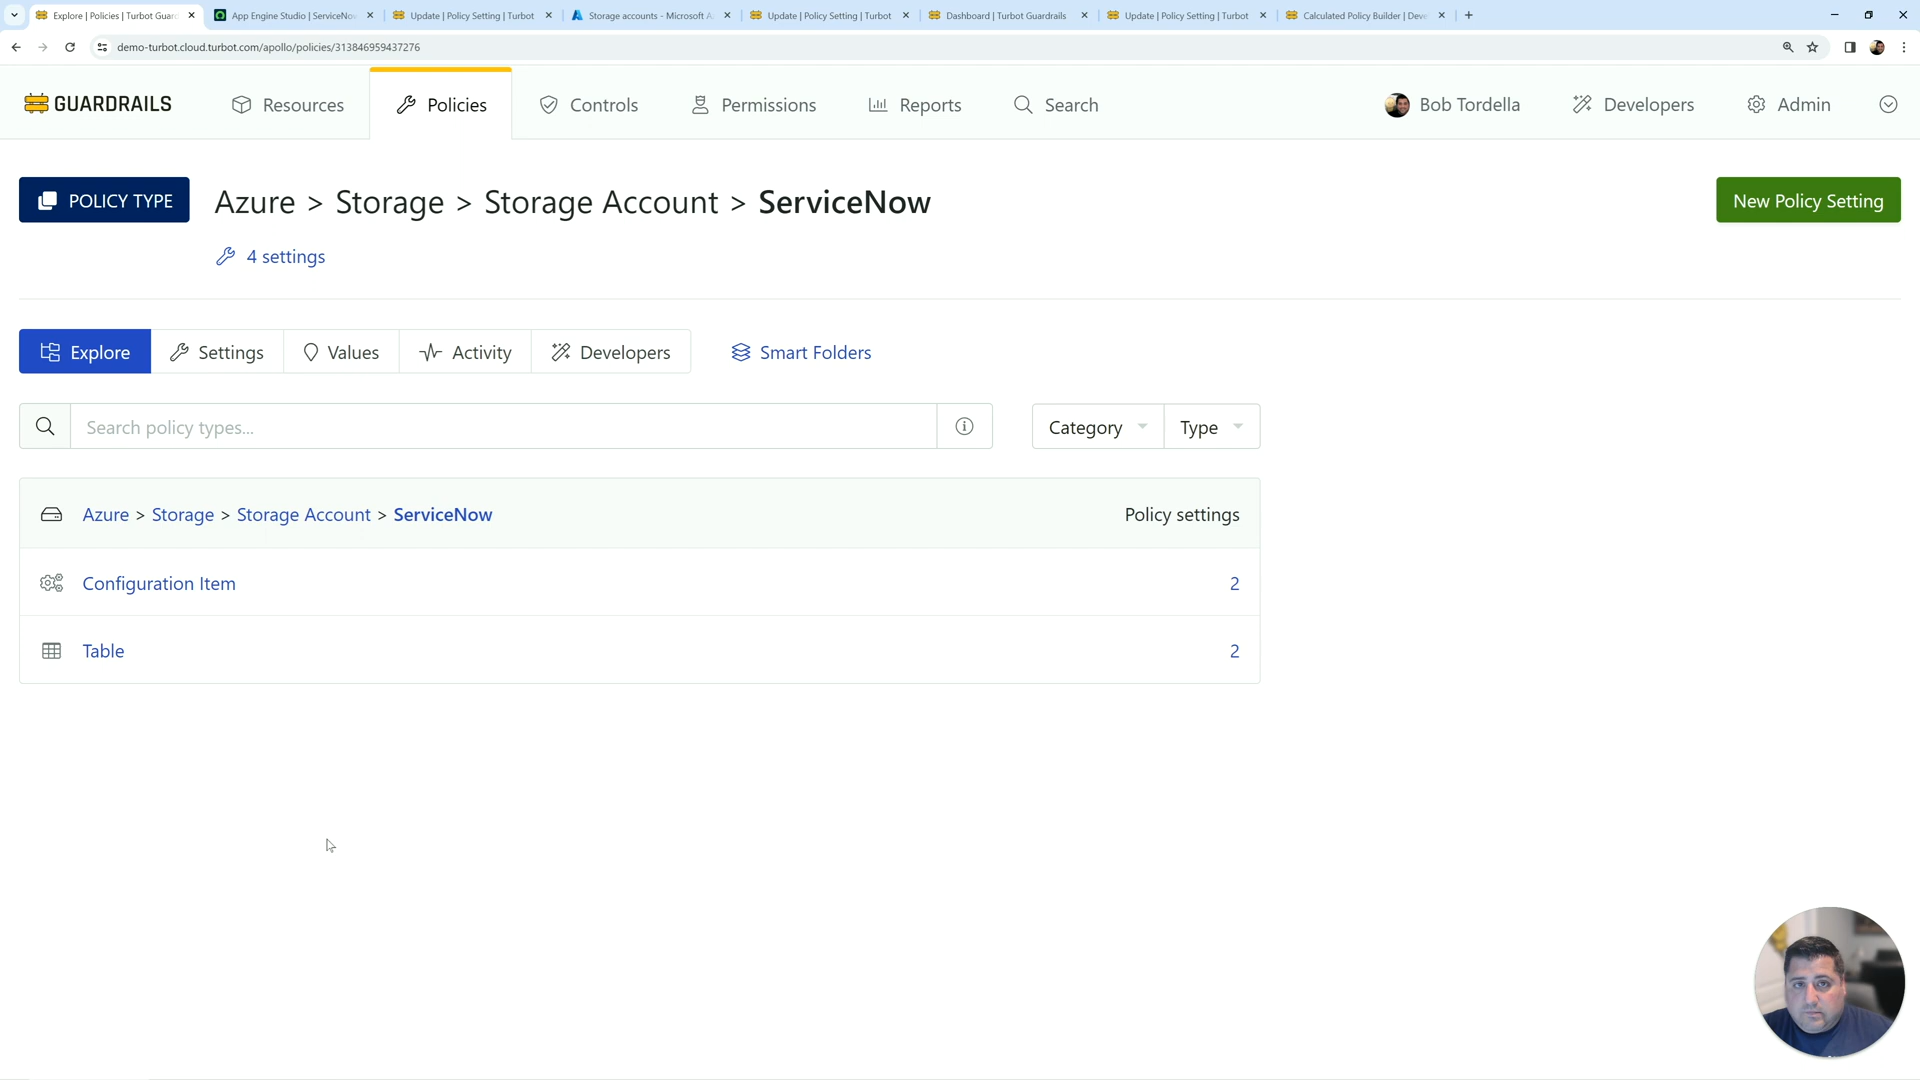 Explore | Policies | Turbot Guard
App Engine Studio | ServiceNow
Update | Policy Setting | Turbot
Storage accounts - Microsoft A
Update | Policy Setting | Turbot
Dashboard | Turbot Guardrails
Update | Policy Setting | Turbot
Calculated Policy Builder | Deve
demo-turbot.cloud.turbot.com/apollo/policies/313846959437276
GUARDRAILS
Resources
Policies
Controls
Permissions
Reports
Search
Bob Tordella
Developers
Admin
POLICY TYPE
Azure > Storage > Storage Account > ServiceNow
New Policy Setting
4 settings
Explore
Settings
Values
Activity
Developers
Smart Folders
Search policy types...
Category
Type
Azure > Storage > Storage Account > ServiceNow
Policy settings
Configuration Item
2
Table
2